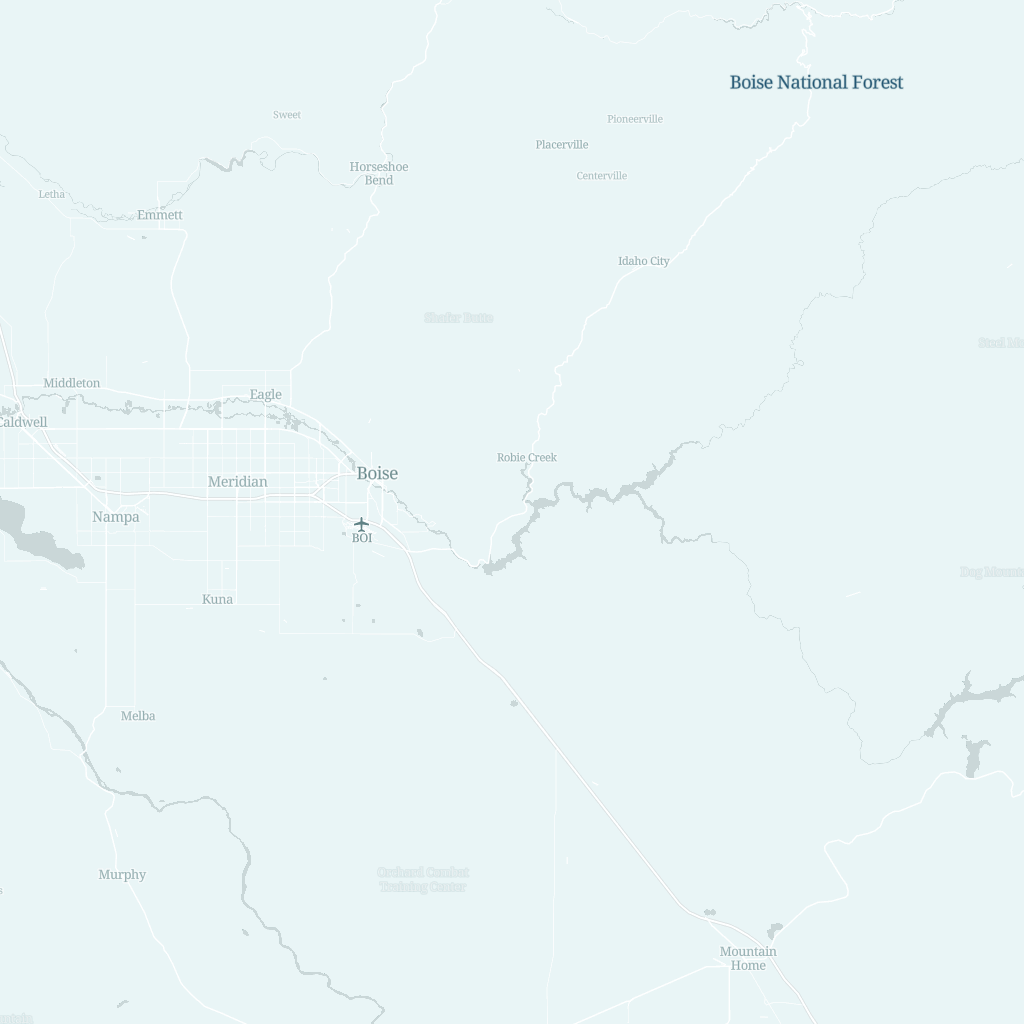 Boise National Forest
Sweet
Pioneerville
Placerville
Horseshoe
Bend
Centerville
Letha
Emmett
Idaho City
Shafer Butte
Middleton
Eagle
Caldwell
Robie Creek
Boise
Meridian
Nampa
BOI
Kuna
Melba
Orchard Combat
Training Center
Murphy
Mountain
Home